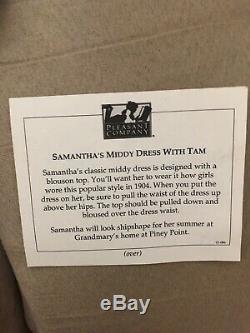 PLEASANT
COMPANY
SAMANTHA'S MIDDY DRESS WITH TAM
Samantha's classic middy dress is designed with a
blouson top. You'll want her to wear it how girls
wore this popular style in 1904. When you put the
dress on her, be sure to pull the waist of the dress up
above her hips. The top should be pulled down and
bloused over the dress waist.
Samantha will look shipshape for her summer at
Grandmary's home at Piney Point.
(over)